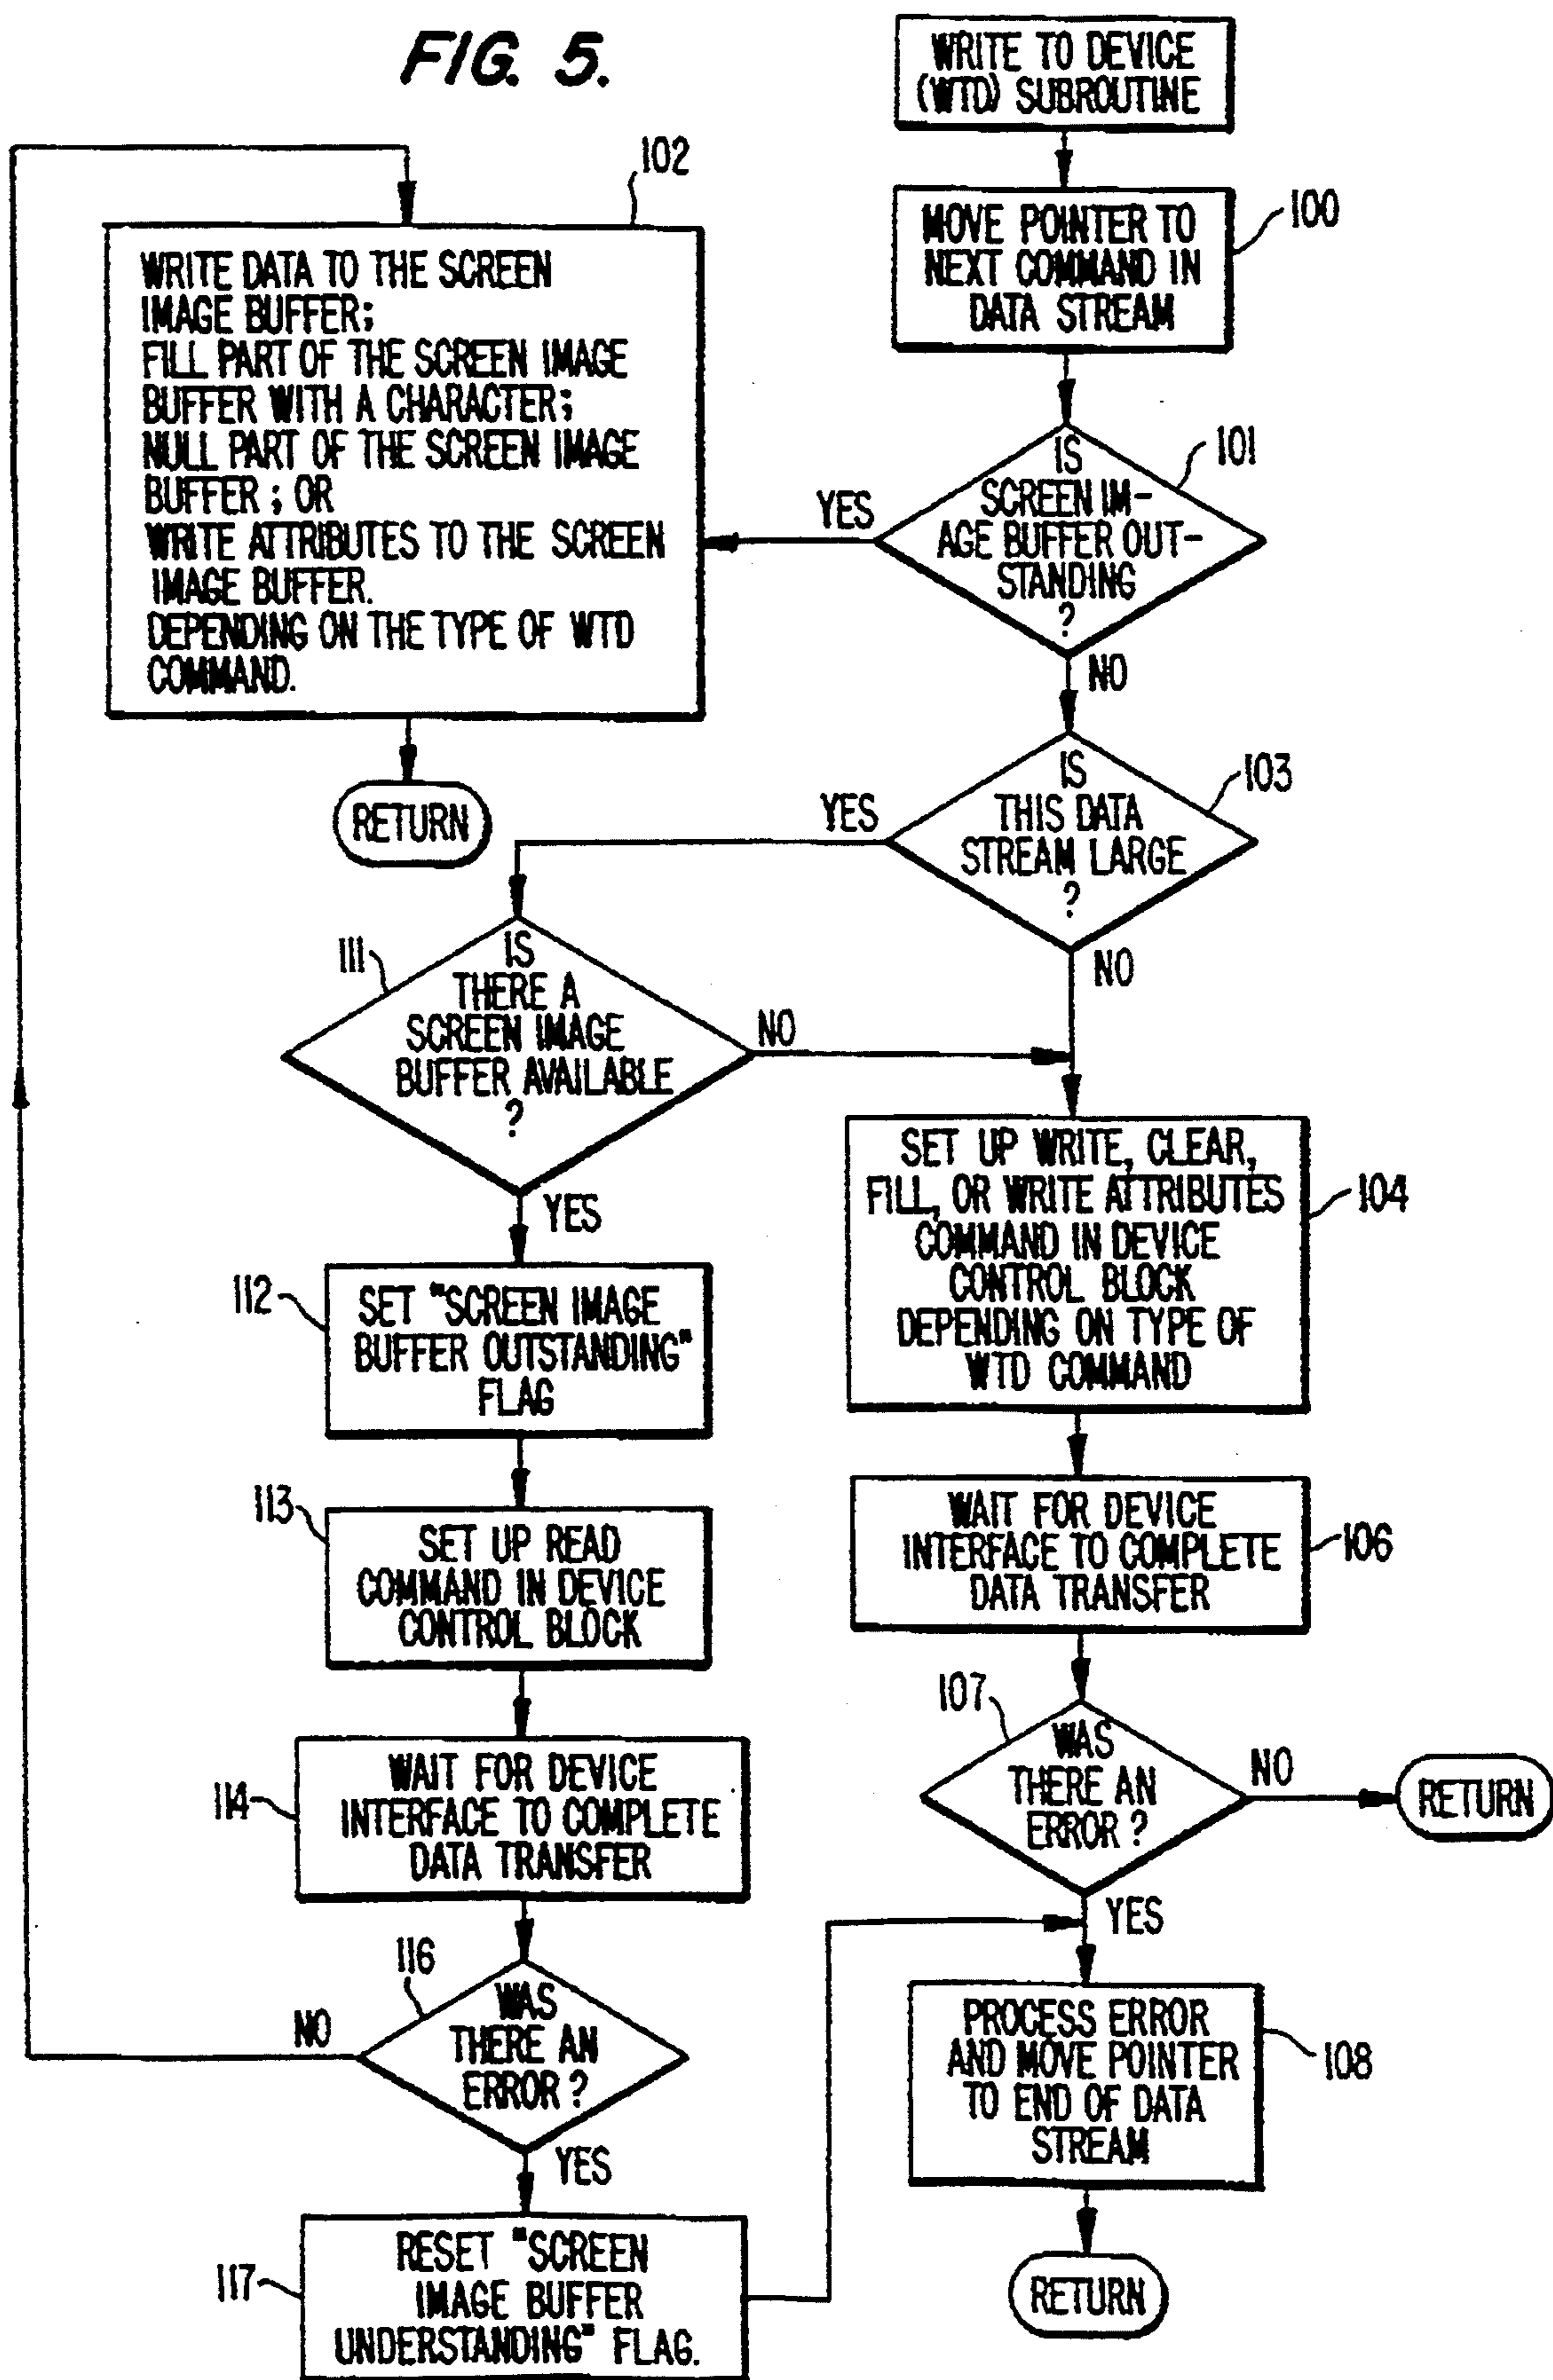 FIG. 5.
WRITE TO DEVICE
(WTD) SUBROUTINE
MOVE POINTER TO
NEXT COMMAND IN
DATA STREAM
100
IS
SCREEN IM-
AGE BUFFER OUT-
STANDING
?
101
YES
NO
102
WRITE DATA TO THE SCREEN
IMAGE BUFFER;
FILL PART OF THE SCREEN IMAGE
BUFFER WITH A CHARACTER;
NULL PART OF THE SCREEN IMAGE
BUFFER; OR
WRITE ATTRIBUTES TO THE SCREEN
IMAGE BUFFER.
DEPENDING ON THE TYPE OF WTD
COMMAND.
RETURN
IS
THIS DATA
STREAM LARGE
?
103
YES
NO
111
IS
THERE A
SCREEN IMAGE
BUFFER AVAILABLE
?
NO
YES
SET UP WRITE, CLEAR,
FILL, OR WRITE ATTRIBUTES
COMMAND IN DEVICE
CONTROL BLOCK
DEPENDING ON TYPE OF
WTD COMMAND
104
112
SET "SCREEN IMAGE
BUFFER OUTSTANDING"
FLAG
113
SET UP READ
COMMAND IN DEVICE
CONTROL BLOCK
WAIT FOR DEVICE
INTERFACE TO COMPLETE
DATA TRANSFER
106
107
WAS
THERE AN
ERROR?
NO
RETURN
YES
114
WAIT FOR DEVICE
INTERFACE TO COMPLETE
DATA TRANSFER
116
WAS
THERE AN
ERROR?
NO
YES
PROCESS ERROR
AND MOVE POINTER
TO END OF DATA
STREAM
108
RETURN
117
RESET "SCREEN
IMAGE BUFFER
UNDERSTANDING" FLAG.